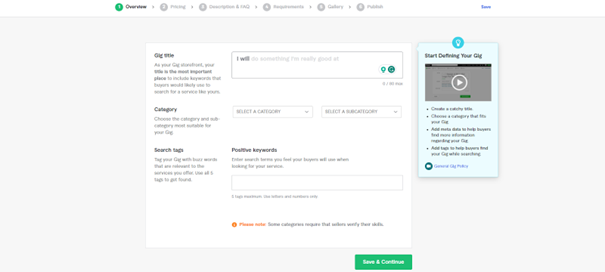 1 Overview > 2 Pricing > 3 Description & FAQ > 4 Requirements > 5 Gallery > 6 Publish
Save
Gig title
As your Gig storefront, your
title is the most important
place to include keywords that
buyers would likely use to
search for a service like yours.
I will do something I'm really good at
Category
Choose the category and sub-
category most suitable for
your Gig.
SELECT A CATEGORY
SELECT A SUBCATEGORY
Search tags
Tag your Gig with buzz words
that are relevant to the
services you offer. Use all 5
tags to get found.
Positive keywords
Enter search terms you feel your buyers will use when
looking for your service.
5 tags maximum. Use letters and numbers only.
Please note: Some categories require that sellers verify their skills.
Save & Continue
Start Defining Your Gig
Create a catchy title.
Choose a category that fits
your Gig.
Add meta data to help buyers
find more information
regarding your Gig.
Add tags to help buyers find
your Gig while searching.
General Gig Policy